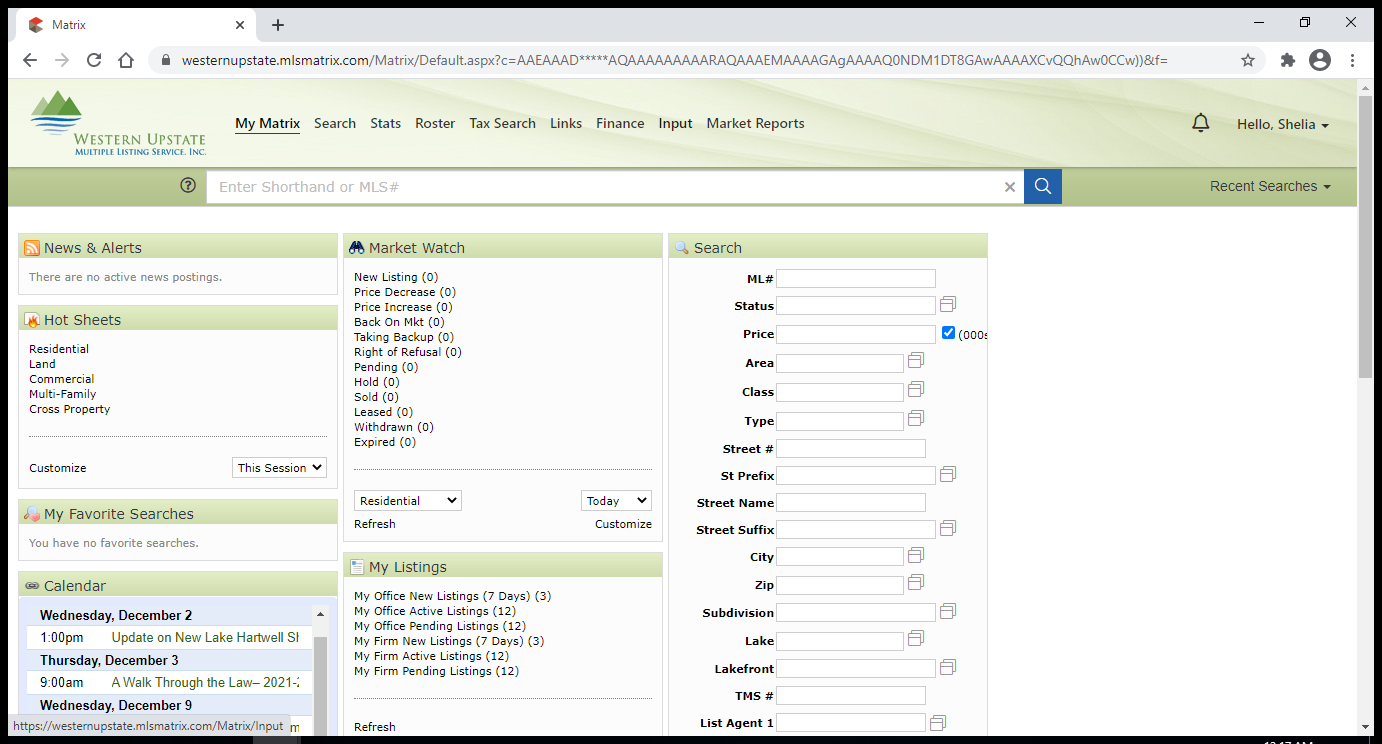 Matrix
westernupstate.mlsmatrix.com/Matrix/Default.aspx?c=AAEAAAD*****AQAAAAAAAAARAQAAAEMAAAAGAgAAAAQ0NDM1DT8GAwAAAAXCvQQhAw0CCw))&f=
WESTERN UPSTATE
MULTIPLE LISTING SERVICE, INC.
My Matrix Search Stats Roster Tax Search Links Finance Input Market Reports
Hello, Shelia
Enter Shorthand or MLS#
Recent Searches
News & Alerts
There are no active news postings.
Hot Sheets
Residential
Land
Commercial
Multi-Family
Cross Property
Customize This Session
My Favorite Searches
You have no favorite searches.
Calendar
Wednesday, December 2
1:00pm Update on New Lake Hartwell Sh
Thursday, December 3
9:00am A Walk Through the Law– 2021-2
Wednesday, December 9
https://westernupstate.mlsmatrix.com/Matrix/Input
Market Watch
New Listing (0)
Price Decrease (0)
Price Increase (0)
Back On Mkt (0)
Taking Backup (0)
Right of Refusal (0)
Pending (0)
Hold (0)
Sold (0)
Leased (0)
Withdrawn (0)
Expired (0)
Residential Today
Refresh Customize
My Listings
My Office New Listings (7 Days) (3)
My Office Active Listings (12)
My Office Pending Listings (12)
My Firm New Listings (7 Days) (3)
My Firm Active Listings (12)
My Firm Pending Listings (12)
Refresh
Search
ML#
Status
Price (000s
Area
Class
Type
Street #
St Prefix
Street Name
Street Suffix
City
Zip
Subdivision
Lake
Lakefront
TMS #
List Agent 1